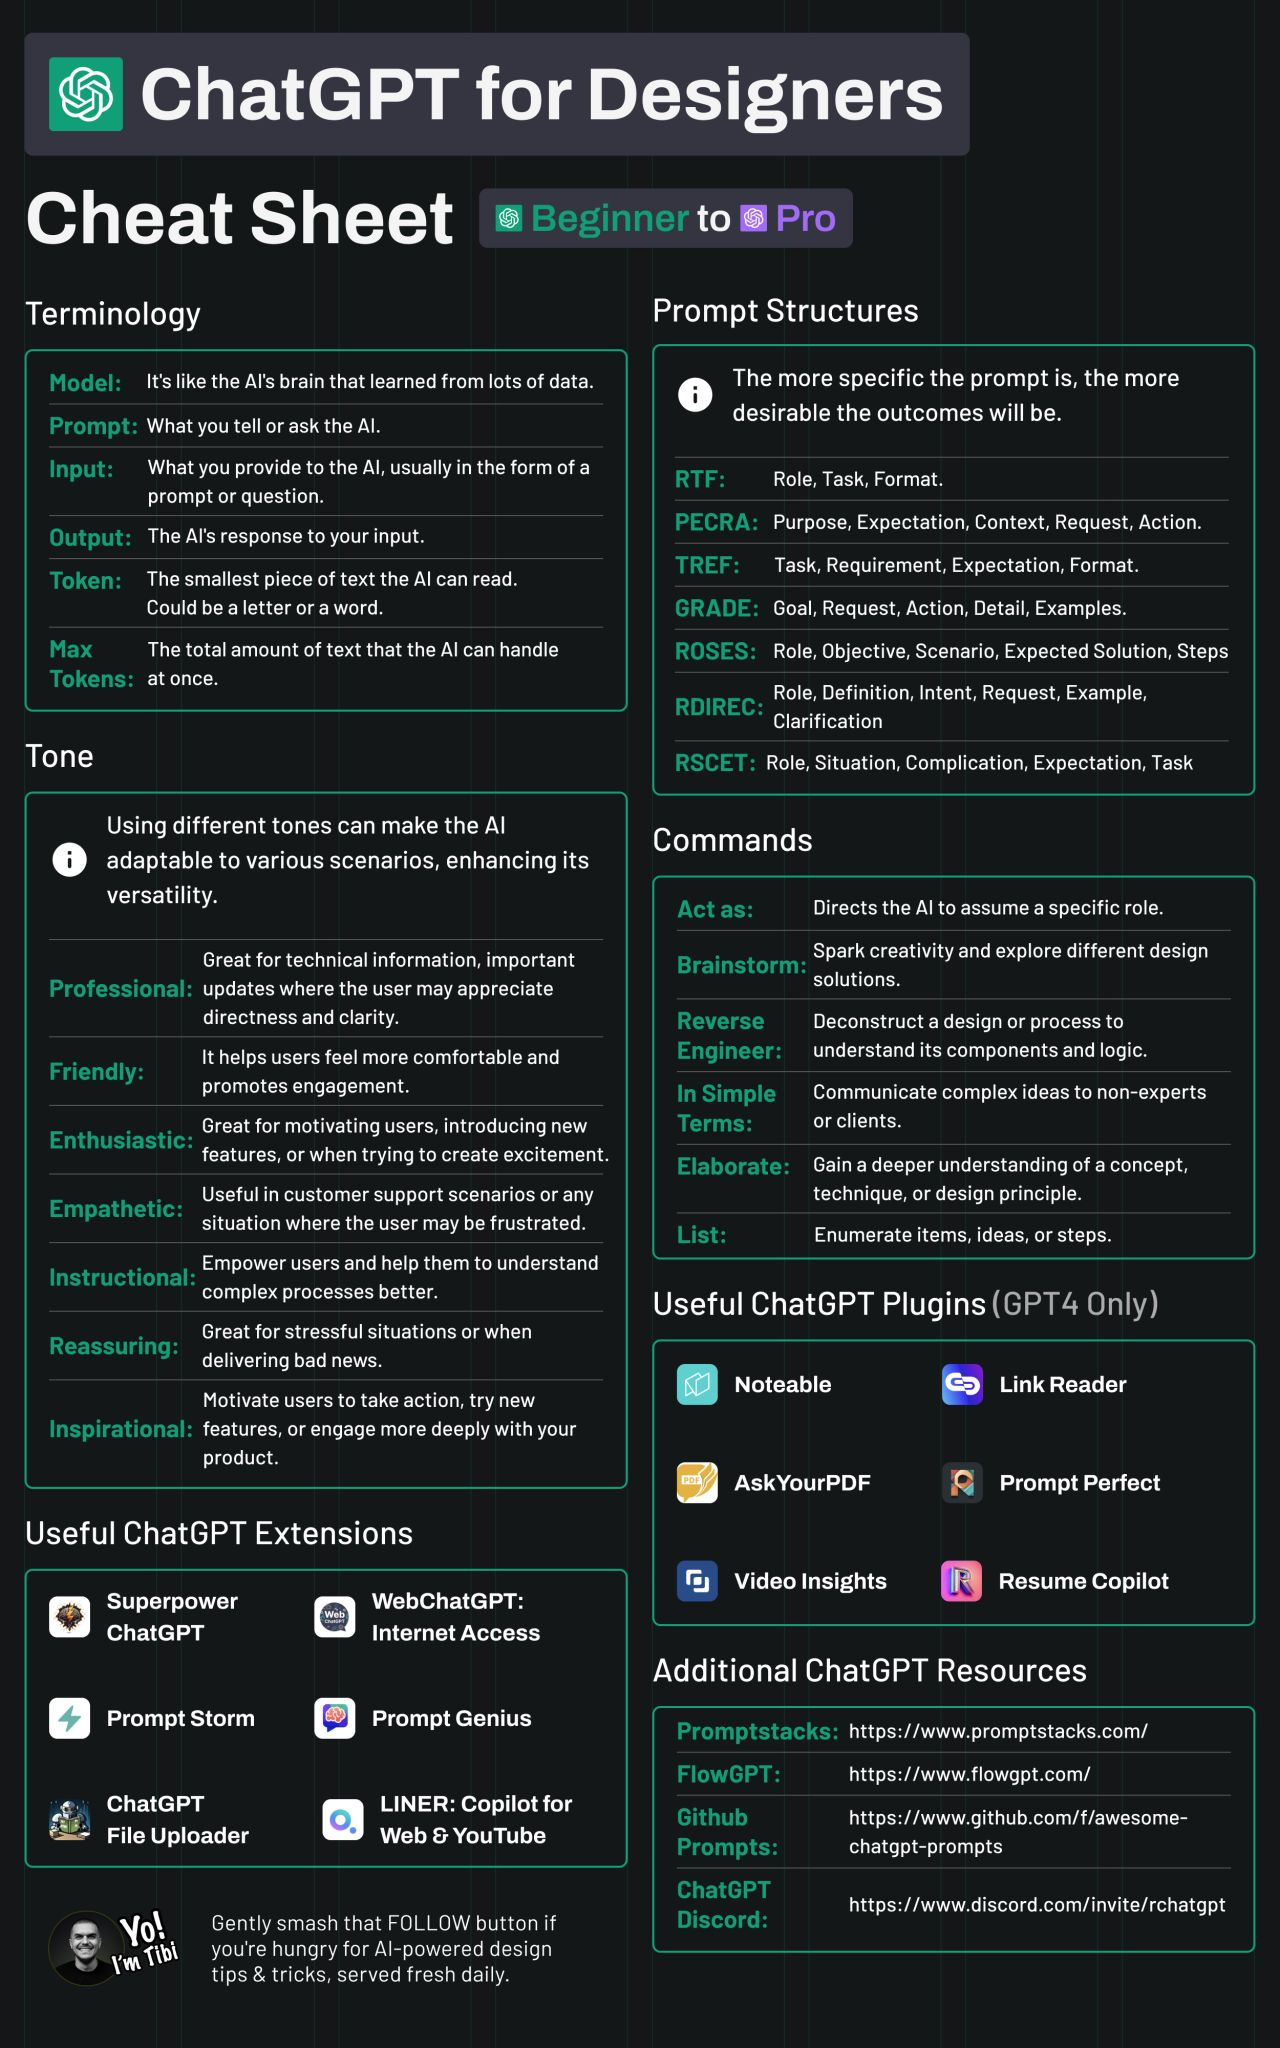 ChatGPT for Designers
Cheat Sheet
Beginner to Pro
Terminology
Model: It's like the AI's brain that learned from lots of data.
Prompt: What you tell or ask the AI.
Input: What you provide to the AI, usually in the form of a
prompt or question.
Output: The AI's response to your input.
Token: The smallest piece of text the AI can read.
Could be a letter or a word.
Max The total amount of text that the AI can handle
Tokens: at once.
Tone
Using different tones can make the AI
adaptable to various scenarios, enhancing its
versatility.
Great for technical information, important
Professional: updates where the user may appreciate
directness and clarity.
Friendly: It helps users feel more comfortable and
promotes engagement.
Enthusiastic: Great for motivating users, introducing new
features, or when trying to create excitement.
Empathetic: Useful in customer support scenarios or any
situation where the user may be frustrated.
Instructional: Empower users and help them to understand
complex processes better.
Reassuring: Great for stressful situations or when
delivering bad news.
Motivate users to take action, try new
Inspirational: features, or engage more deeply with your
product.
Useful ChatGPT Extensions
Superpower
ChatGPT
Web
ChatGPT
WebChatGPT:
Internet Access
Prompt Storm
Prompt Genius
ChatGPT
File Uploader
LINER: Copilot for
Web & YouTube
Yo!
I'm Tibi
Gently smash that FOLLOW button if
you're hungry for AI-powered design
tips & tricks, served fresh daily.
Prompt Structures
The more specific the prompt is, the more
desirable the outcomes will be.
RTF: Role, Task, Format.
PECRA: Purpose, Expectation, Context, Request, Action.
TREF: Task, Requirement, Expectation, Format.
GRADE: Goal, Request, Action, Detail, Examples.
ROSES: Role, Objective, Scenario, Expected Solution, Steps
RDIREC: Role, Definition, Intent, Request, Example,
Clarification
RSCET: Role, Situation, Complication, Expectation, Task
Commands
Act as: Directs the AI to assume a specific role.
Brainstorm: Spark creativity and explore different design
solutions.
Reverse Deconstruct a design or process to
Engineer: understand its components and logic.
In Simple Communicate complex ideas to non-experts
Terms: or clients.
Elaborate: Gain a deeper understanding of a concept,
technique, or design principle.
List: Enumerate items, ideas, or steps.
Useful ChatGPT Plugins (GPT4 Only)
Noteable
Link Reader
PDF
AskYourPDF
Prompt Perfect
Video Insights
R
Resume Copilot
Additional ChatGPT Resources
Promptstacks: https://www.promptstacks.com/
FlowGPT: https://www.flowgpt.com/
Github https://www.github.com/f/awesome-
Prompts: chatgpt-prompts
ChatGPT
Discord: https://www.discord.com/invite/rchatgpt